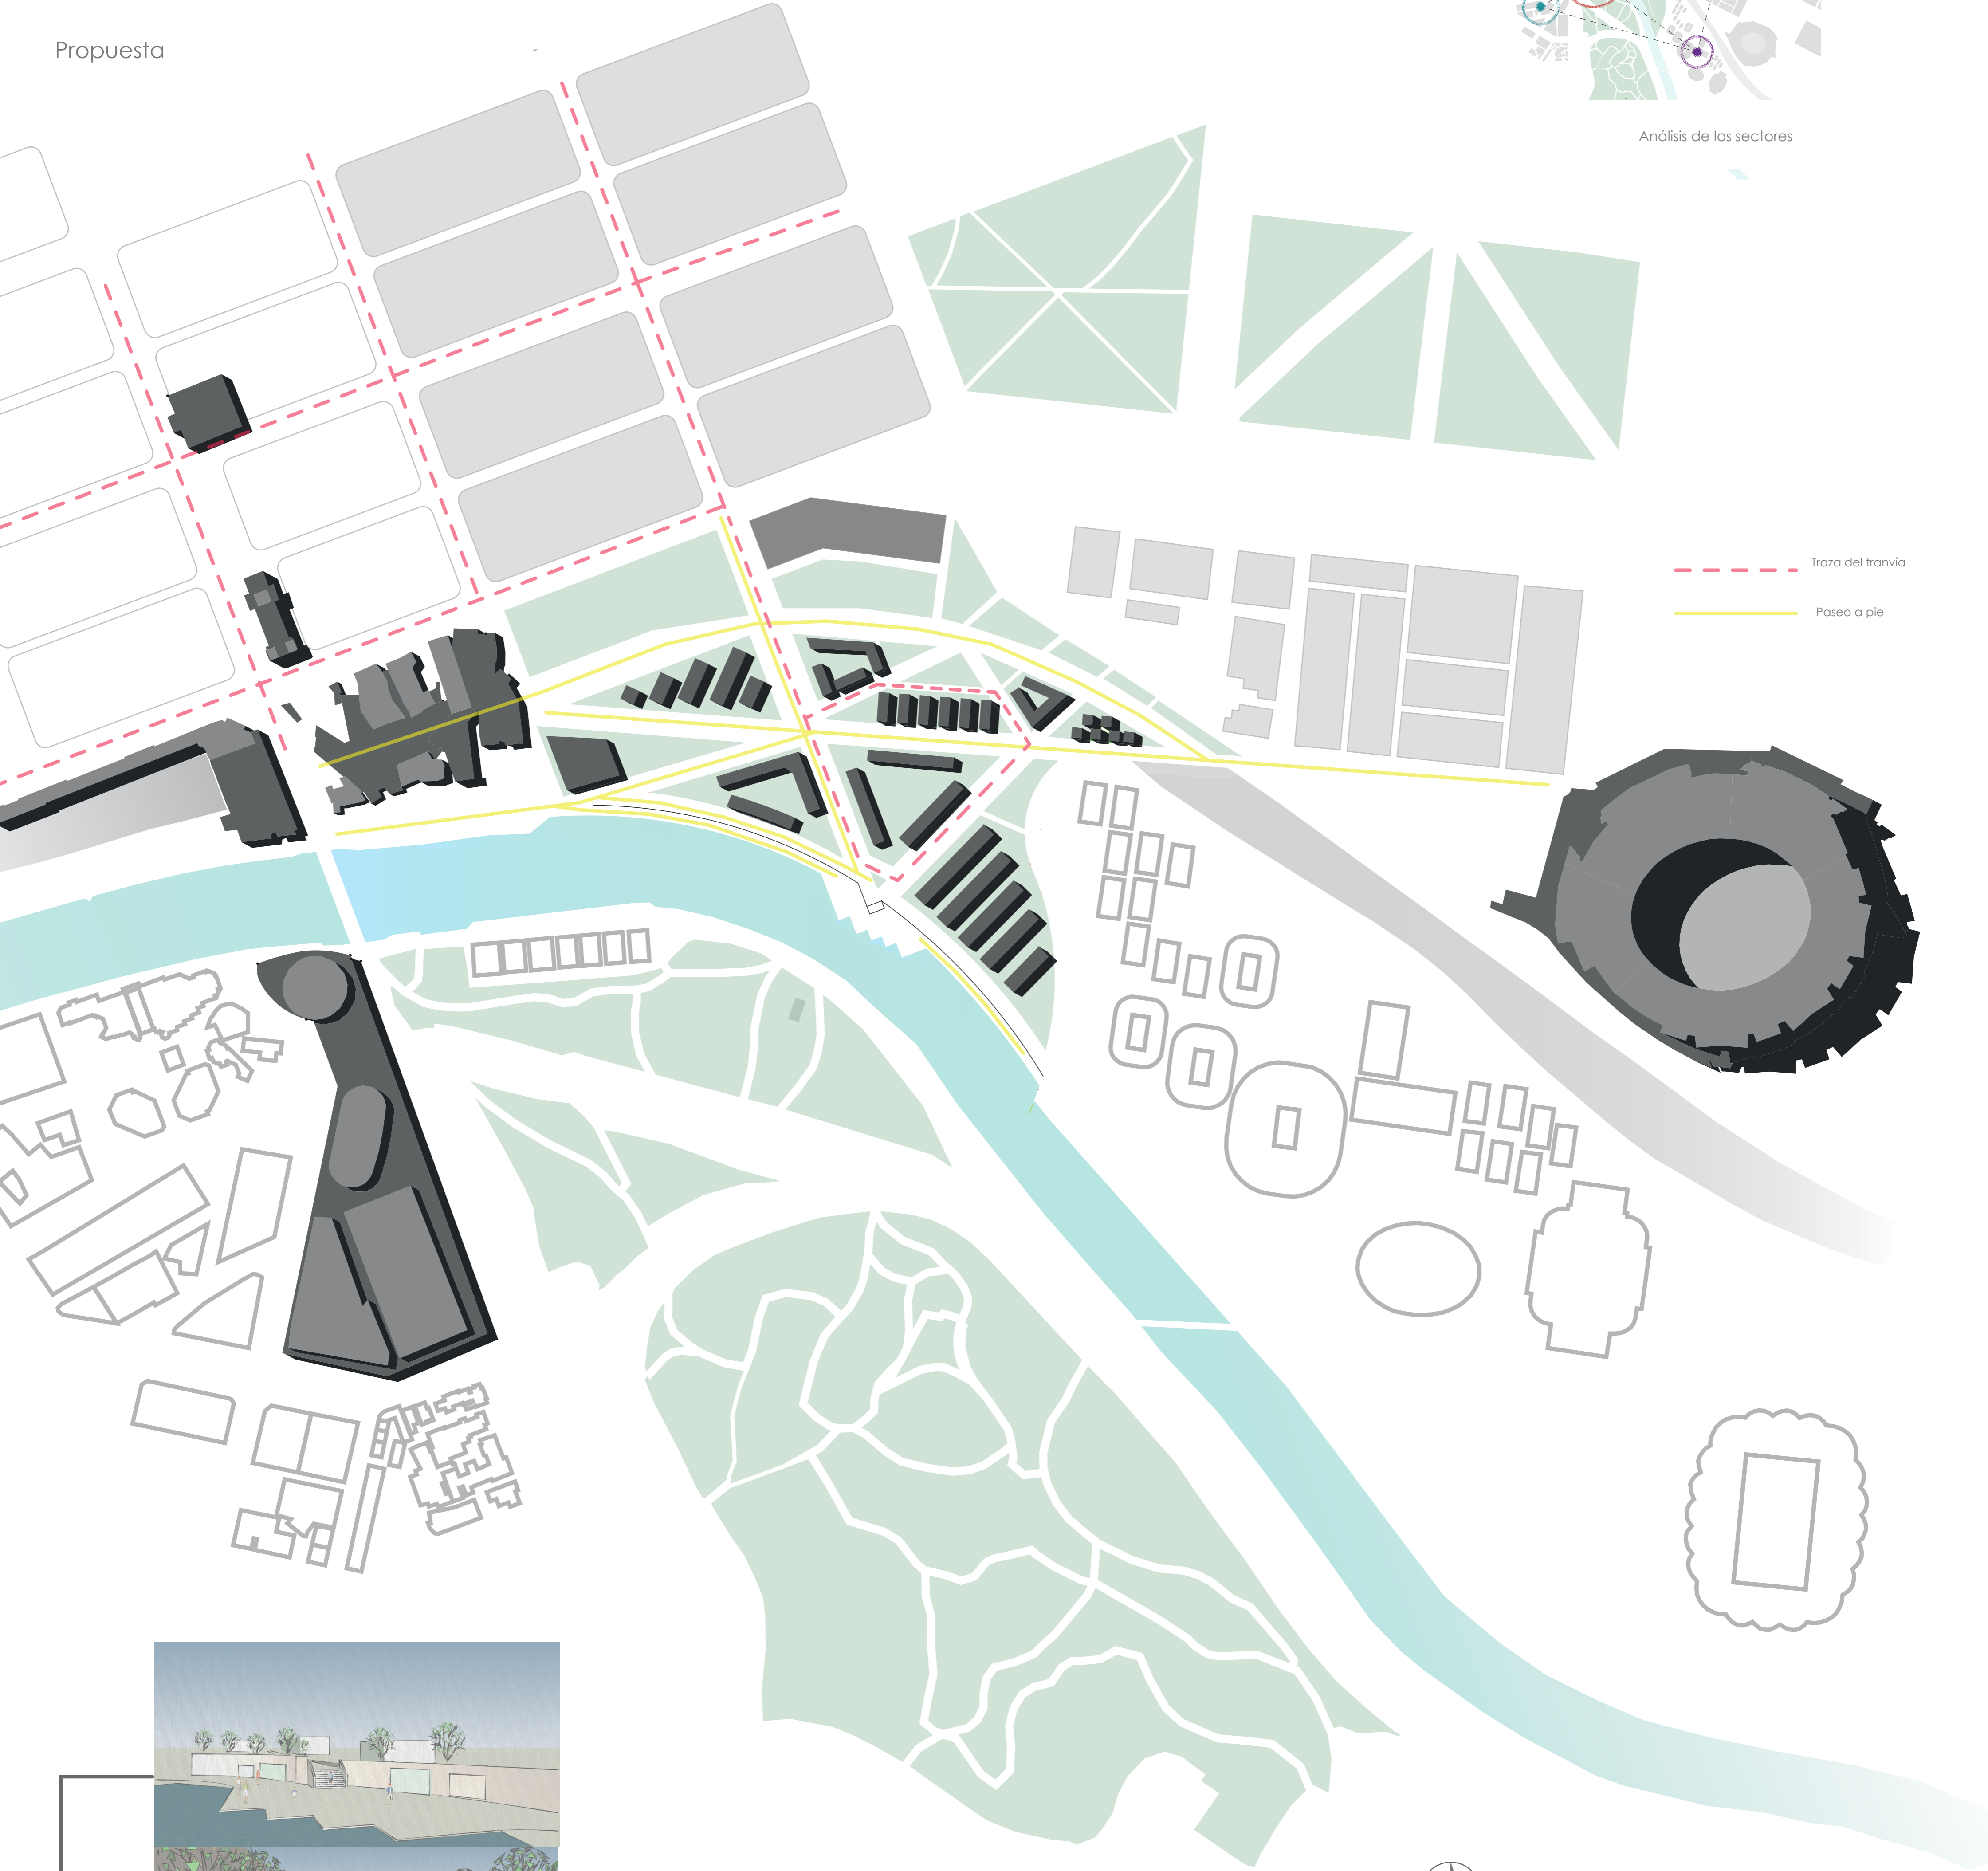 Propuesta
Análisis de los sectores
Traza del tranvía
Paseo a pie